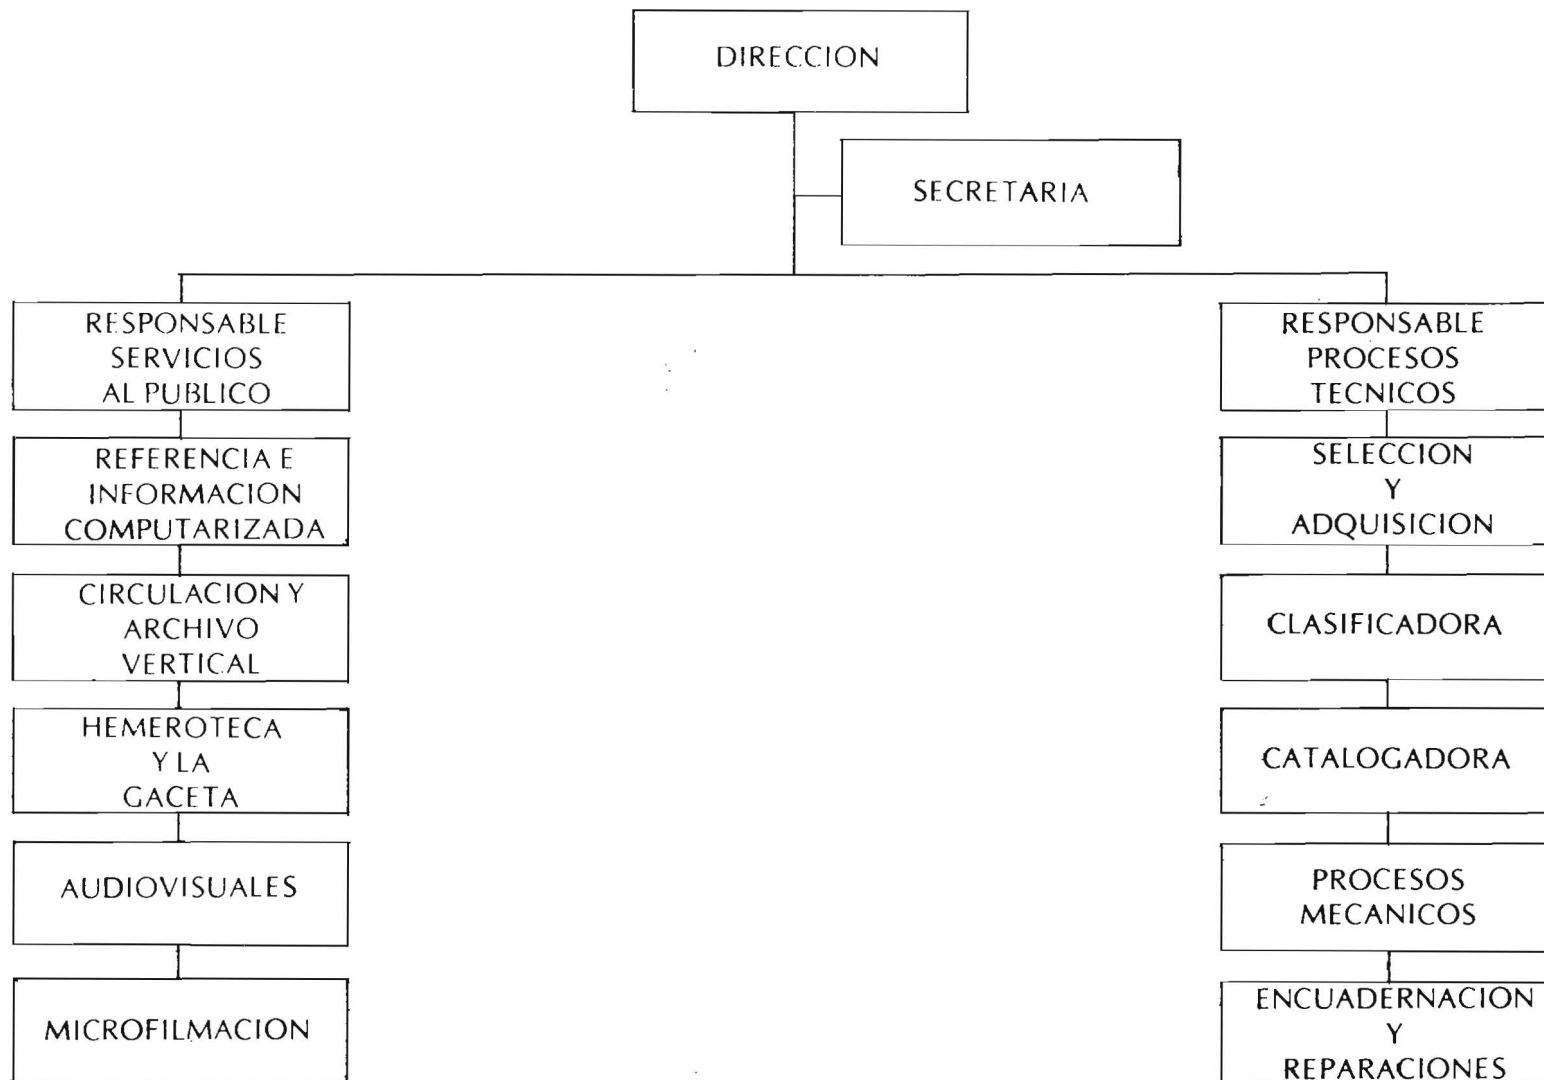 DIRECCION
SECRETARIA
RESPONSABLE
SERVICIOS
AL PUBLICO
REFERENCIA E
INFORMACION
COMPUTARIZADA
CIRCULACION Y
ARCHIVO
VERTICAL
HEMEROTECA
Y LA
GACETA
AUDIOVISUALES
MICROFILMACION
RESPONSABLE
PROCESOS
TECNICOS
SELECCION
Y
ADQUISICION
CLASIFICADORA
CATALOGADORA
PROCESOS
MECANICOS
ENCUADERNACION
Y
REPARACIONES